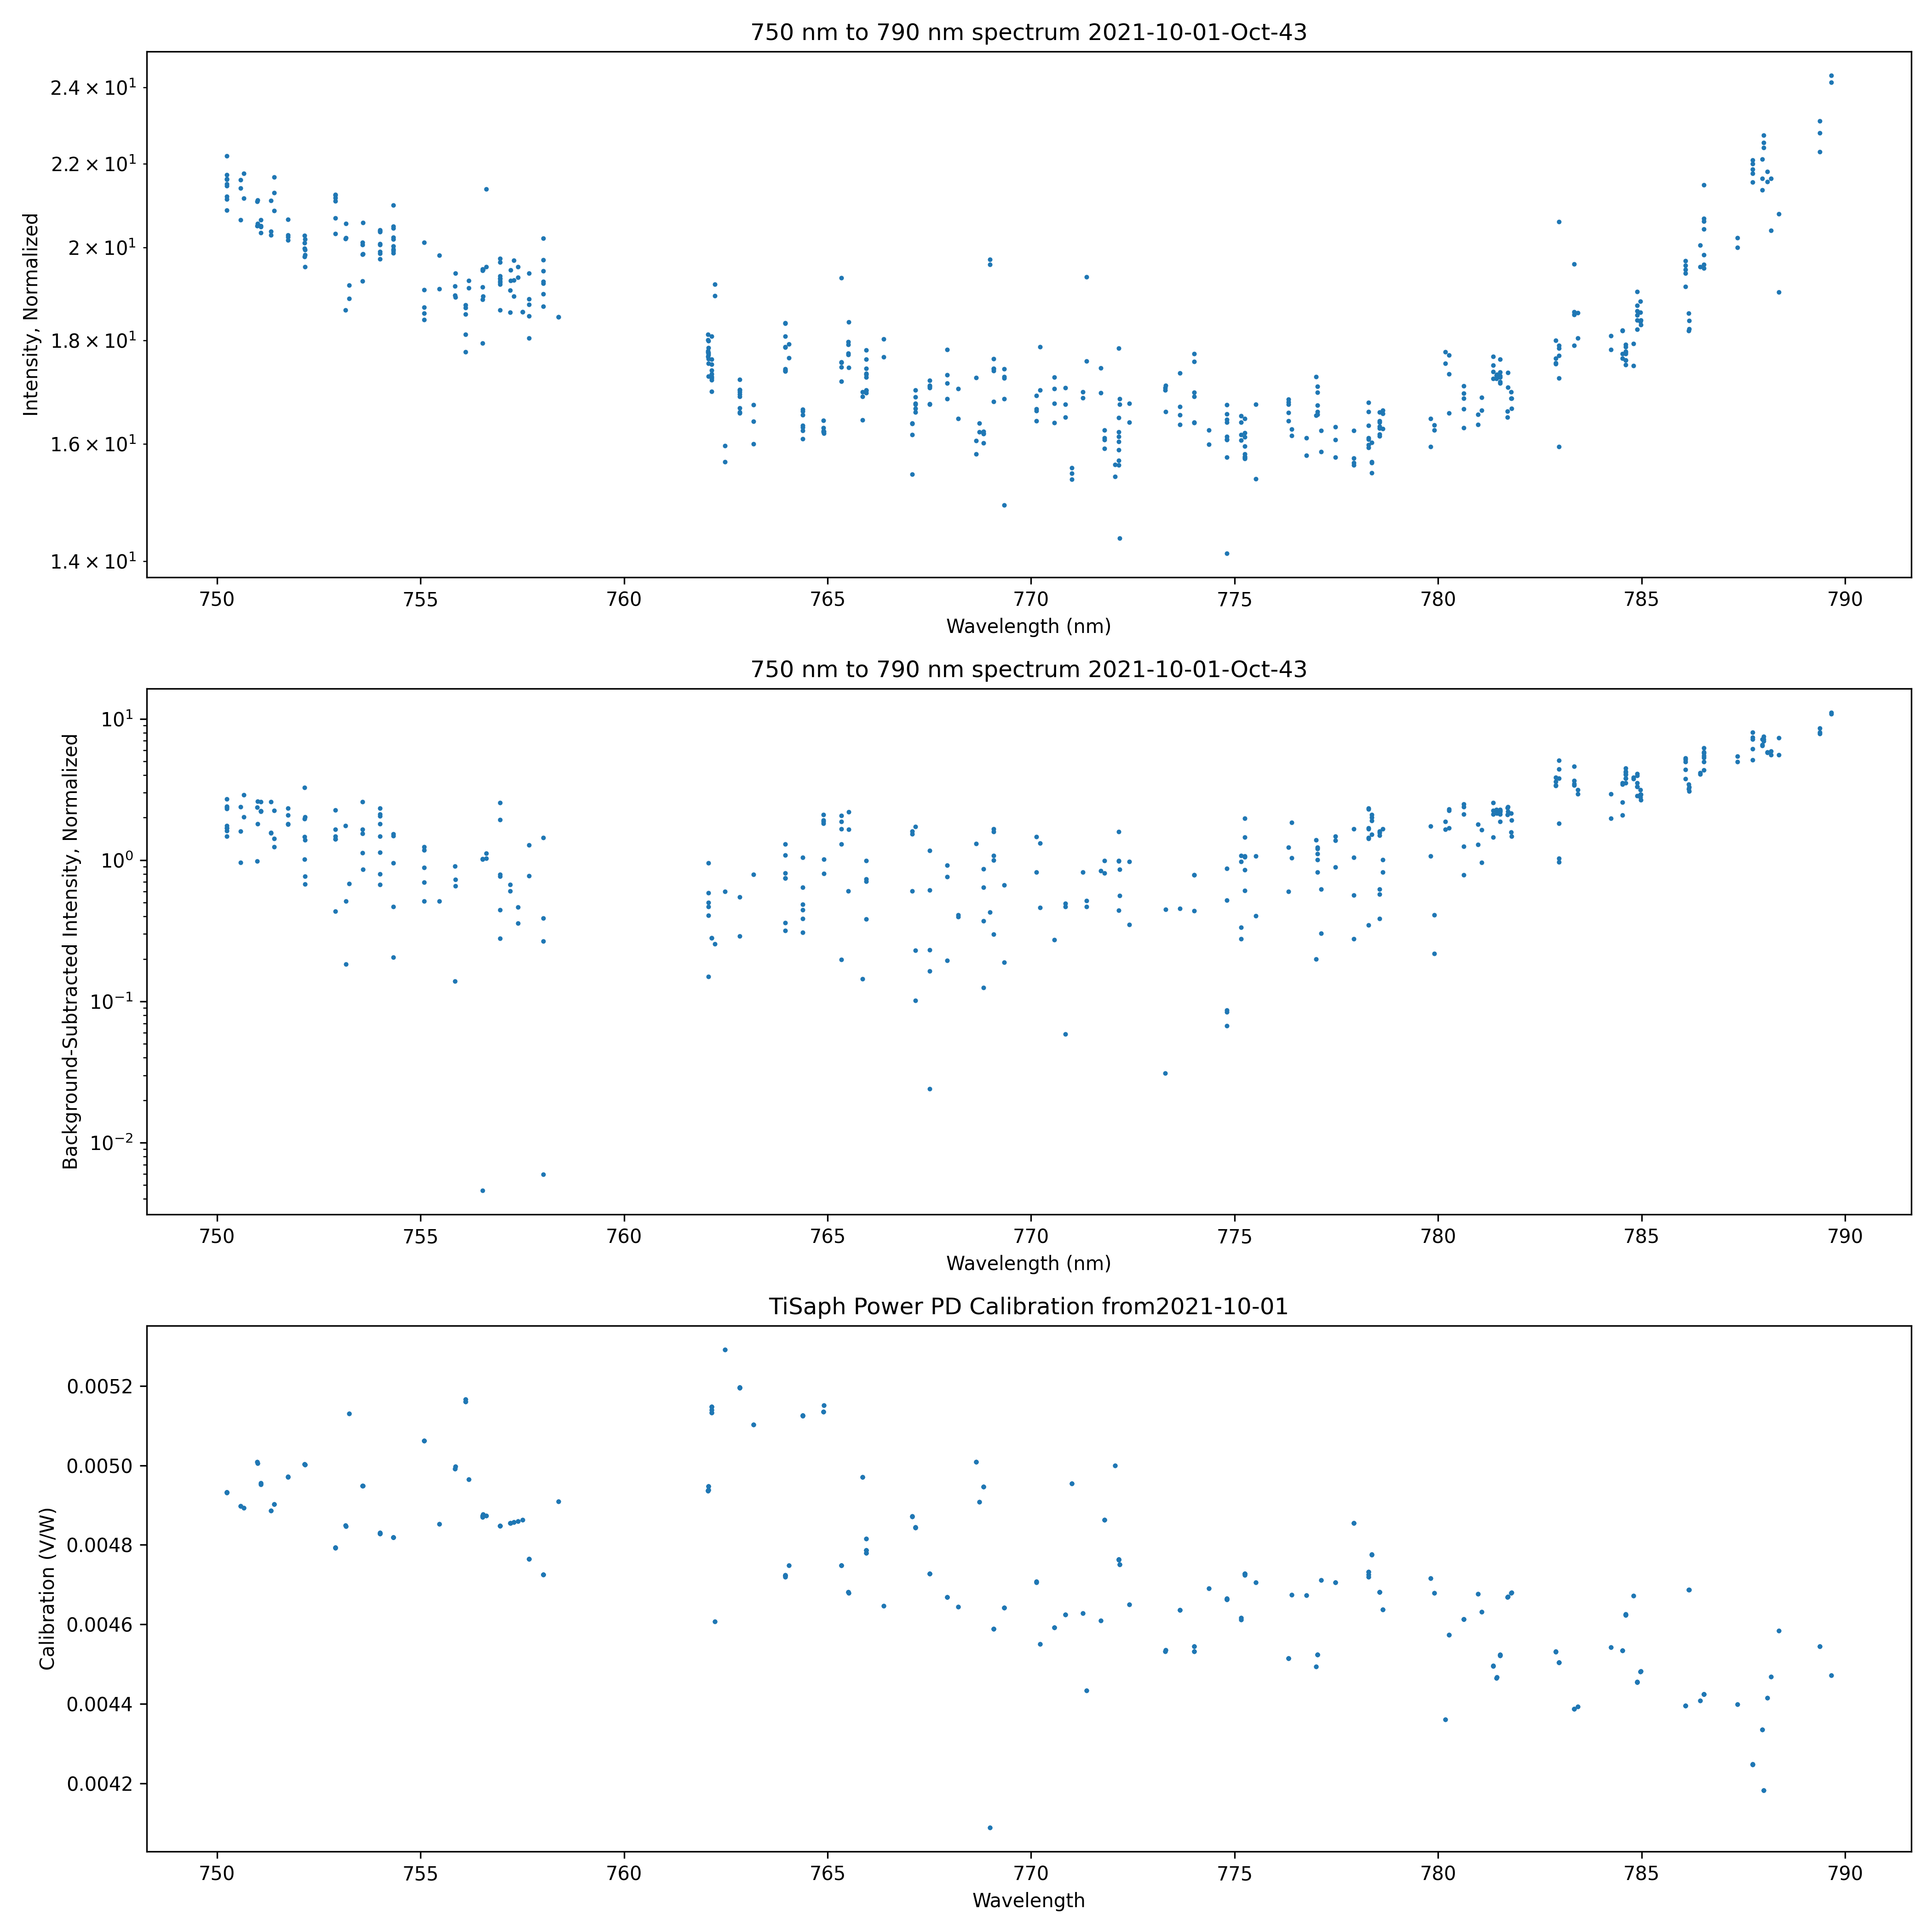 750 nm to 790 nm spectrum 2021-10-01-Oct-43
Intensity, Normalized
2.4 × 10¹
2.2 × 10¹
2 × 10¹
1.8 × 10¹
1.6 × 10¹
1.4 × 10¹
750 755 760 765 770 775 780 785 790
Wavelength (nm)
750 nm to 790 nm spectrum 2021-10-01-Oct-43
Background-Subtracted Intensity, Normalized
10¹
10⁰
10⁻¹
10⁻²
750 755 760 765 770 775 780 785 790
Wavelength (nm)
TiSaph Power PD Calibration from2021-10-01
Calibration (V/W)
0.0052
0.0050
0.0048
0.0046
0.0044
0.0042
750 755 760 765 770 775 780 785 790
Wavelength